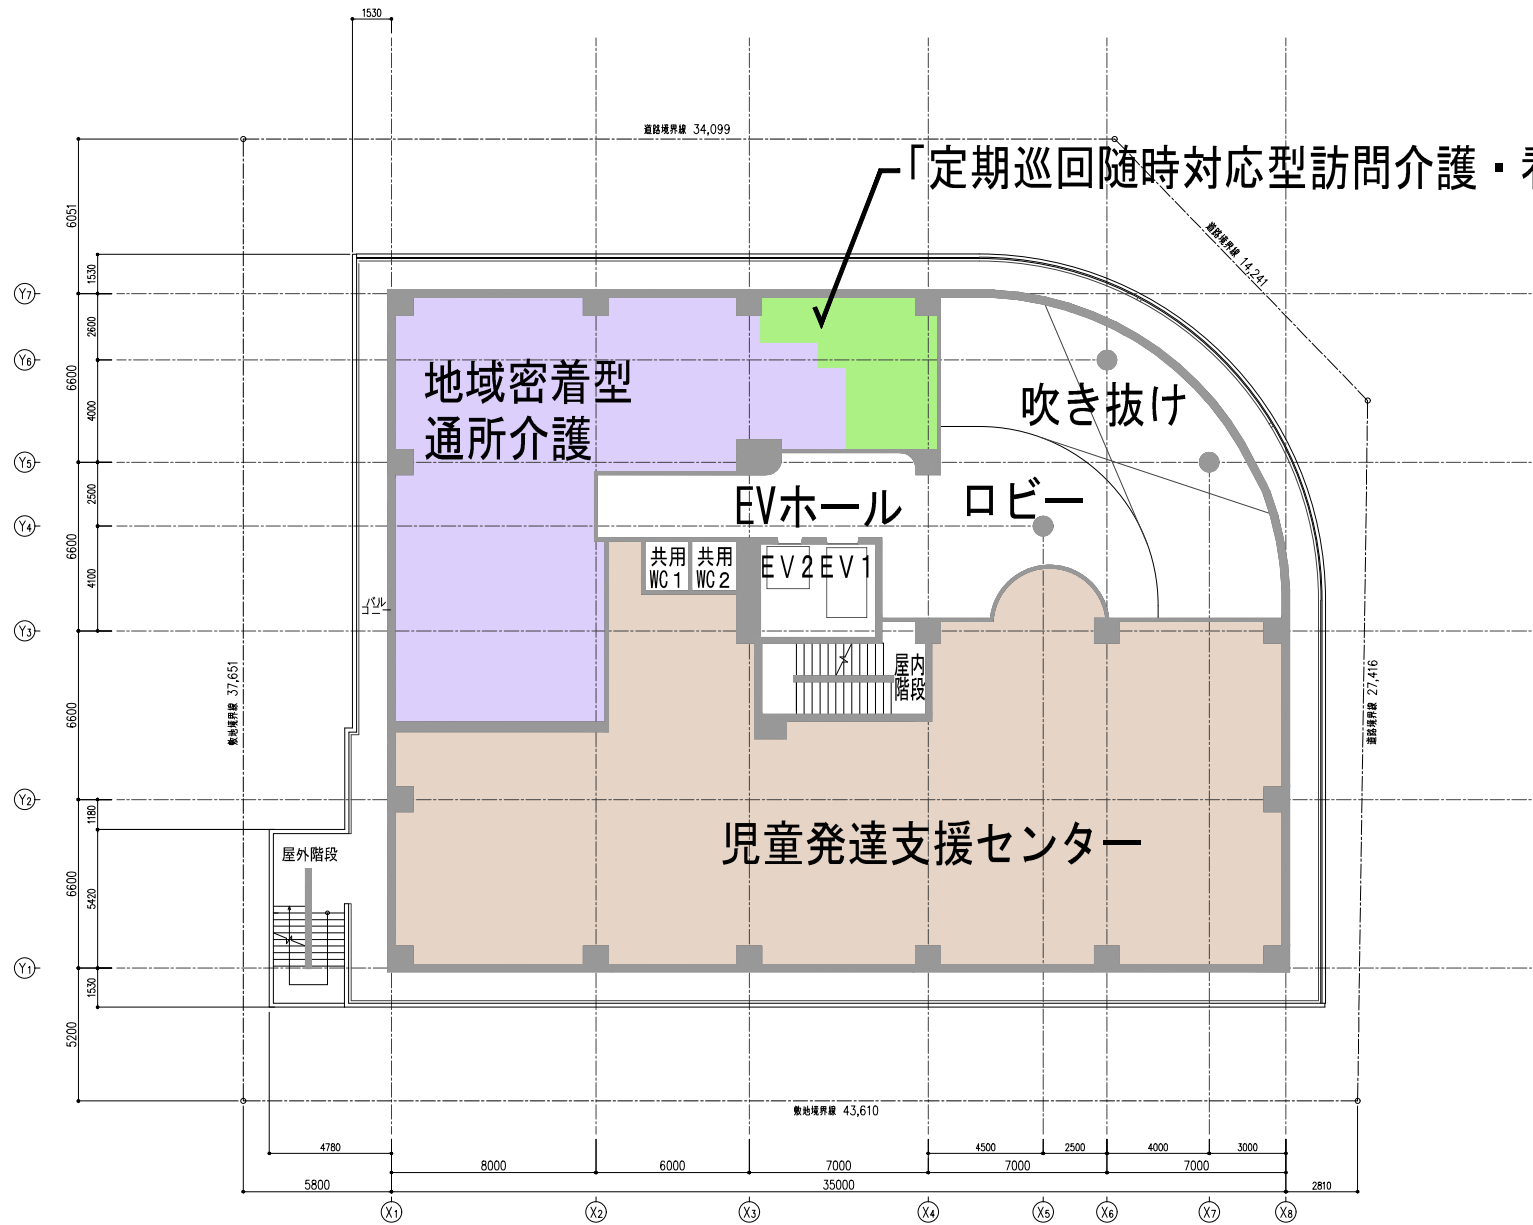 1530
道路境界線 34,099
「定期巡回随時対応型訪問介護・看
道路境界線 14,241
6051
1530
Y7
2600
Y6
6600
4000
地域密着型
通所介護
吹き抜け
Y5
2500
EVホール
ロビー
Y4
6600
4100
共用
WC1
共用
WC2
EV2
EV1
バル
コニー
Y3
屋内
階段
敷地境界線 37,651
道路境界線 27,416
6600
Y2
1180
児童発達支援センター
屋外階段
6600
5420
Y1
1530
5200
敷地境界線 43,610
4780
4500
2500
4000
3000
8000
6000
7000
7000
7000
5800
35000
2810
X1
X2
X3
X4
X5
X6
X7
X8